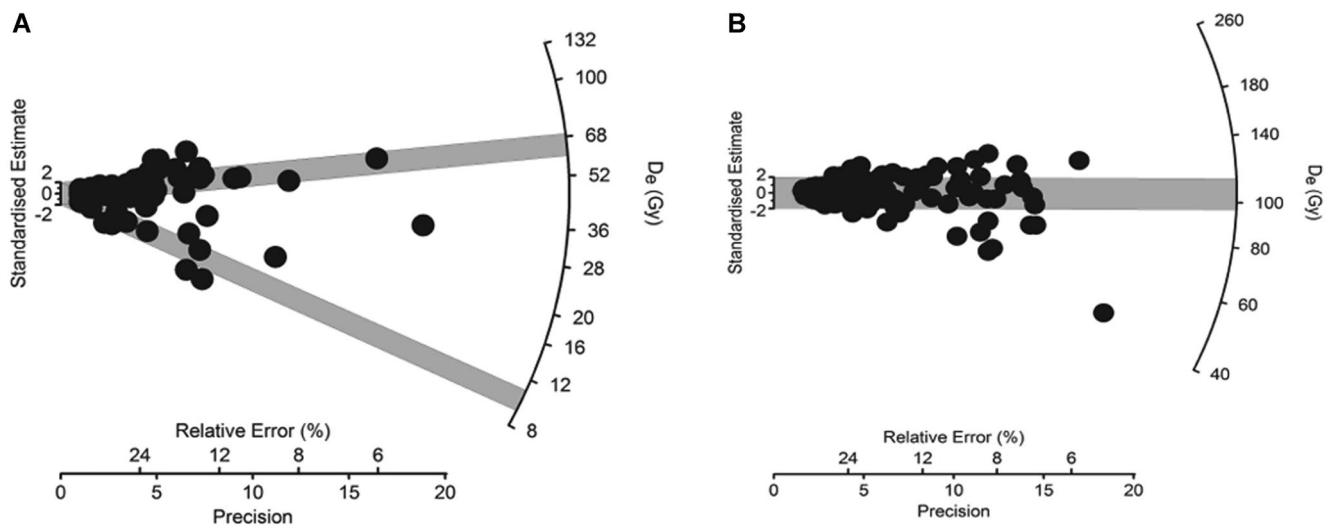 A
Standardised Estimate
2
0
-2
132
100
68
52
36
28
20
16
12
8
De (Gy)
Relative Error (%)
24 12 8 6
0 5 10 15 20
Precision
B
Standardised Estimate
2
0
-2
260
180
140
100
80
60
40
De (Gy)
Relative Error (%)
24 12 8 6
0 5 10 15 20
Precision